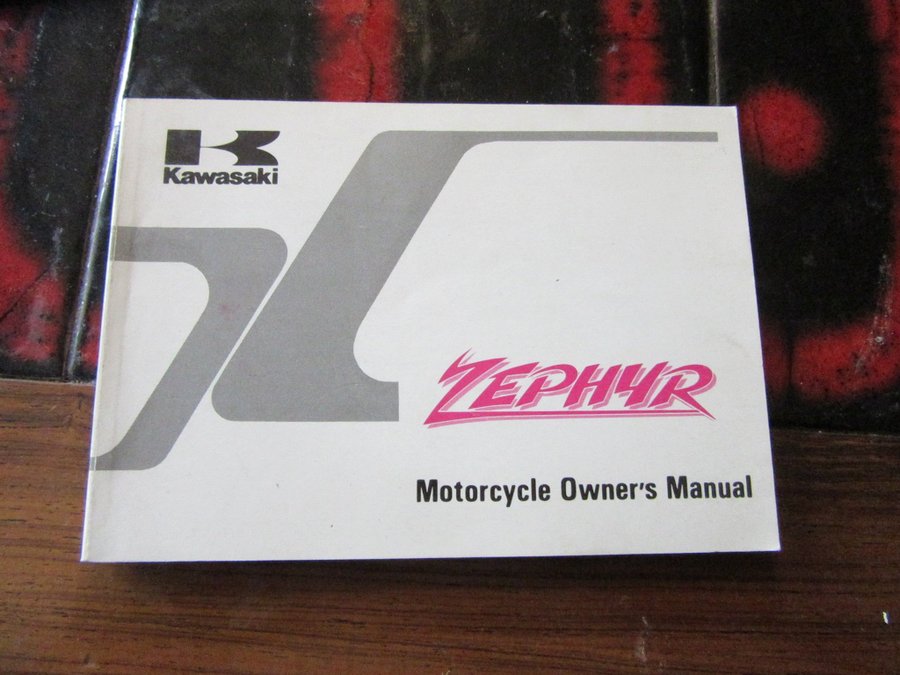 Kawasaki
ZEPHYR
Motorcycle Owner's Manual